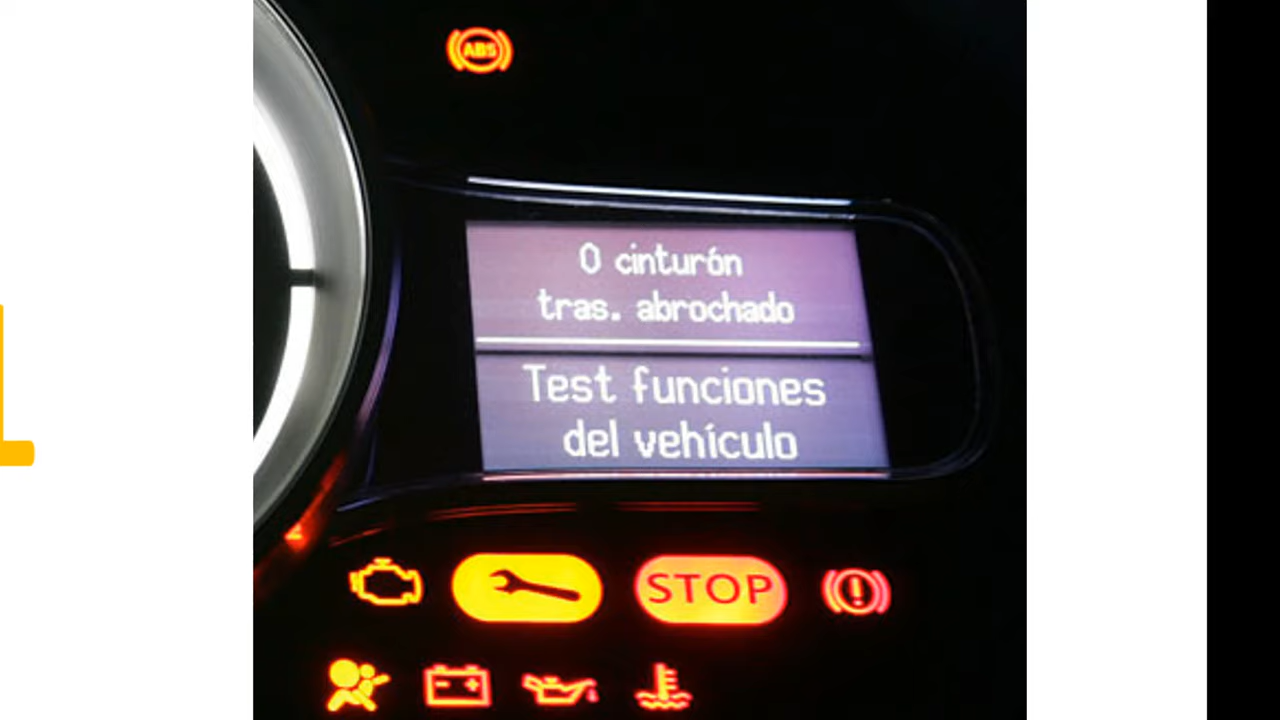 ABS
0 cinturón
tras. abrochado
Test funciones
del vehículo
STOP